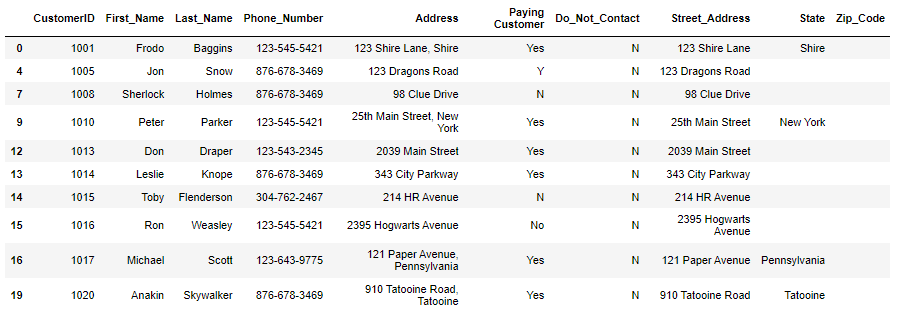 CustomerID First_Name Last_Name Phone_Number Address Paying Customer Do_Not_Contact Street_Address State Zip_Code
0 1001 Frodo Baggins 123-545-5421 123 Shire Lane, Shire Yes N 123 Shire Lane Shire
4 1005 Jon Snow 876-678-3469 123 Dragons Road Y N 123 Dragons Road
7 1008 Sherlock Holmes 876-678-3469 98 Clue Drive N N 98 Clue Drive
9 1010 Peter Parker 123-545-5421 25th Main Street, New York Yes N 25th Main Street New York
12 1013 Don Draper 123-543-2345 2039 Main Street Yes N 2039 Main Street
13 1014 Leslie Knope 876-678-3469 343 City Parkway Yes N 343 City Parkway
14 1015 Toby Flenderson 304-762-2467 214 HR Avenue N N 214 HR Avenue
15 1016 Ron Weasley 123-545-5421 2395 Hogwarts Avenue No N 2395 Hogwarts Avenue
16 1017 Michael Scott 123-643-9775 121 Paper Avenue, Pennsylvania Yes N 121 Paper Avenue Pennsylvania
19 1020 Anakin Skywalker 876-678-3469 910 Tatooine Road, Tatooine Yes N 910 Tatooine Road Tatooine